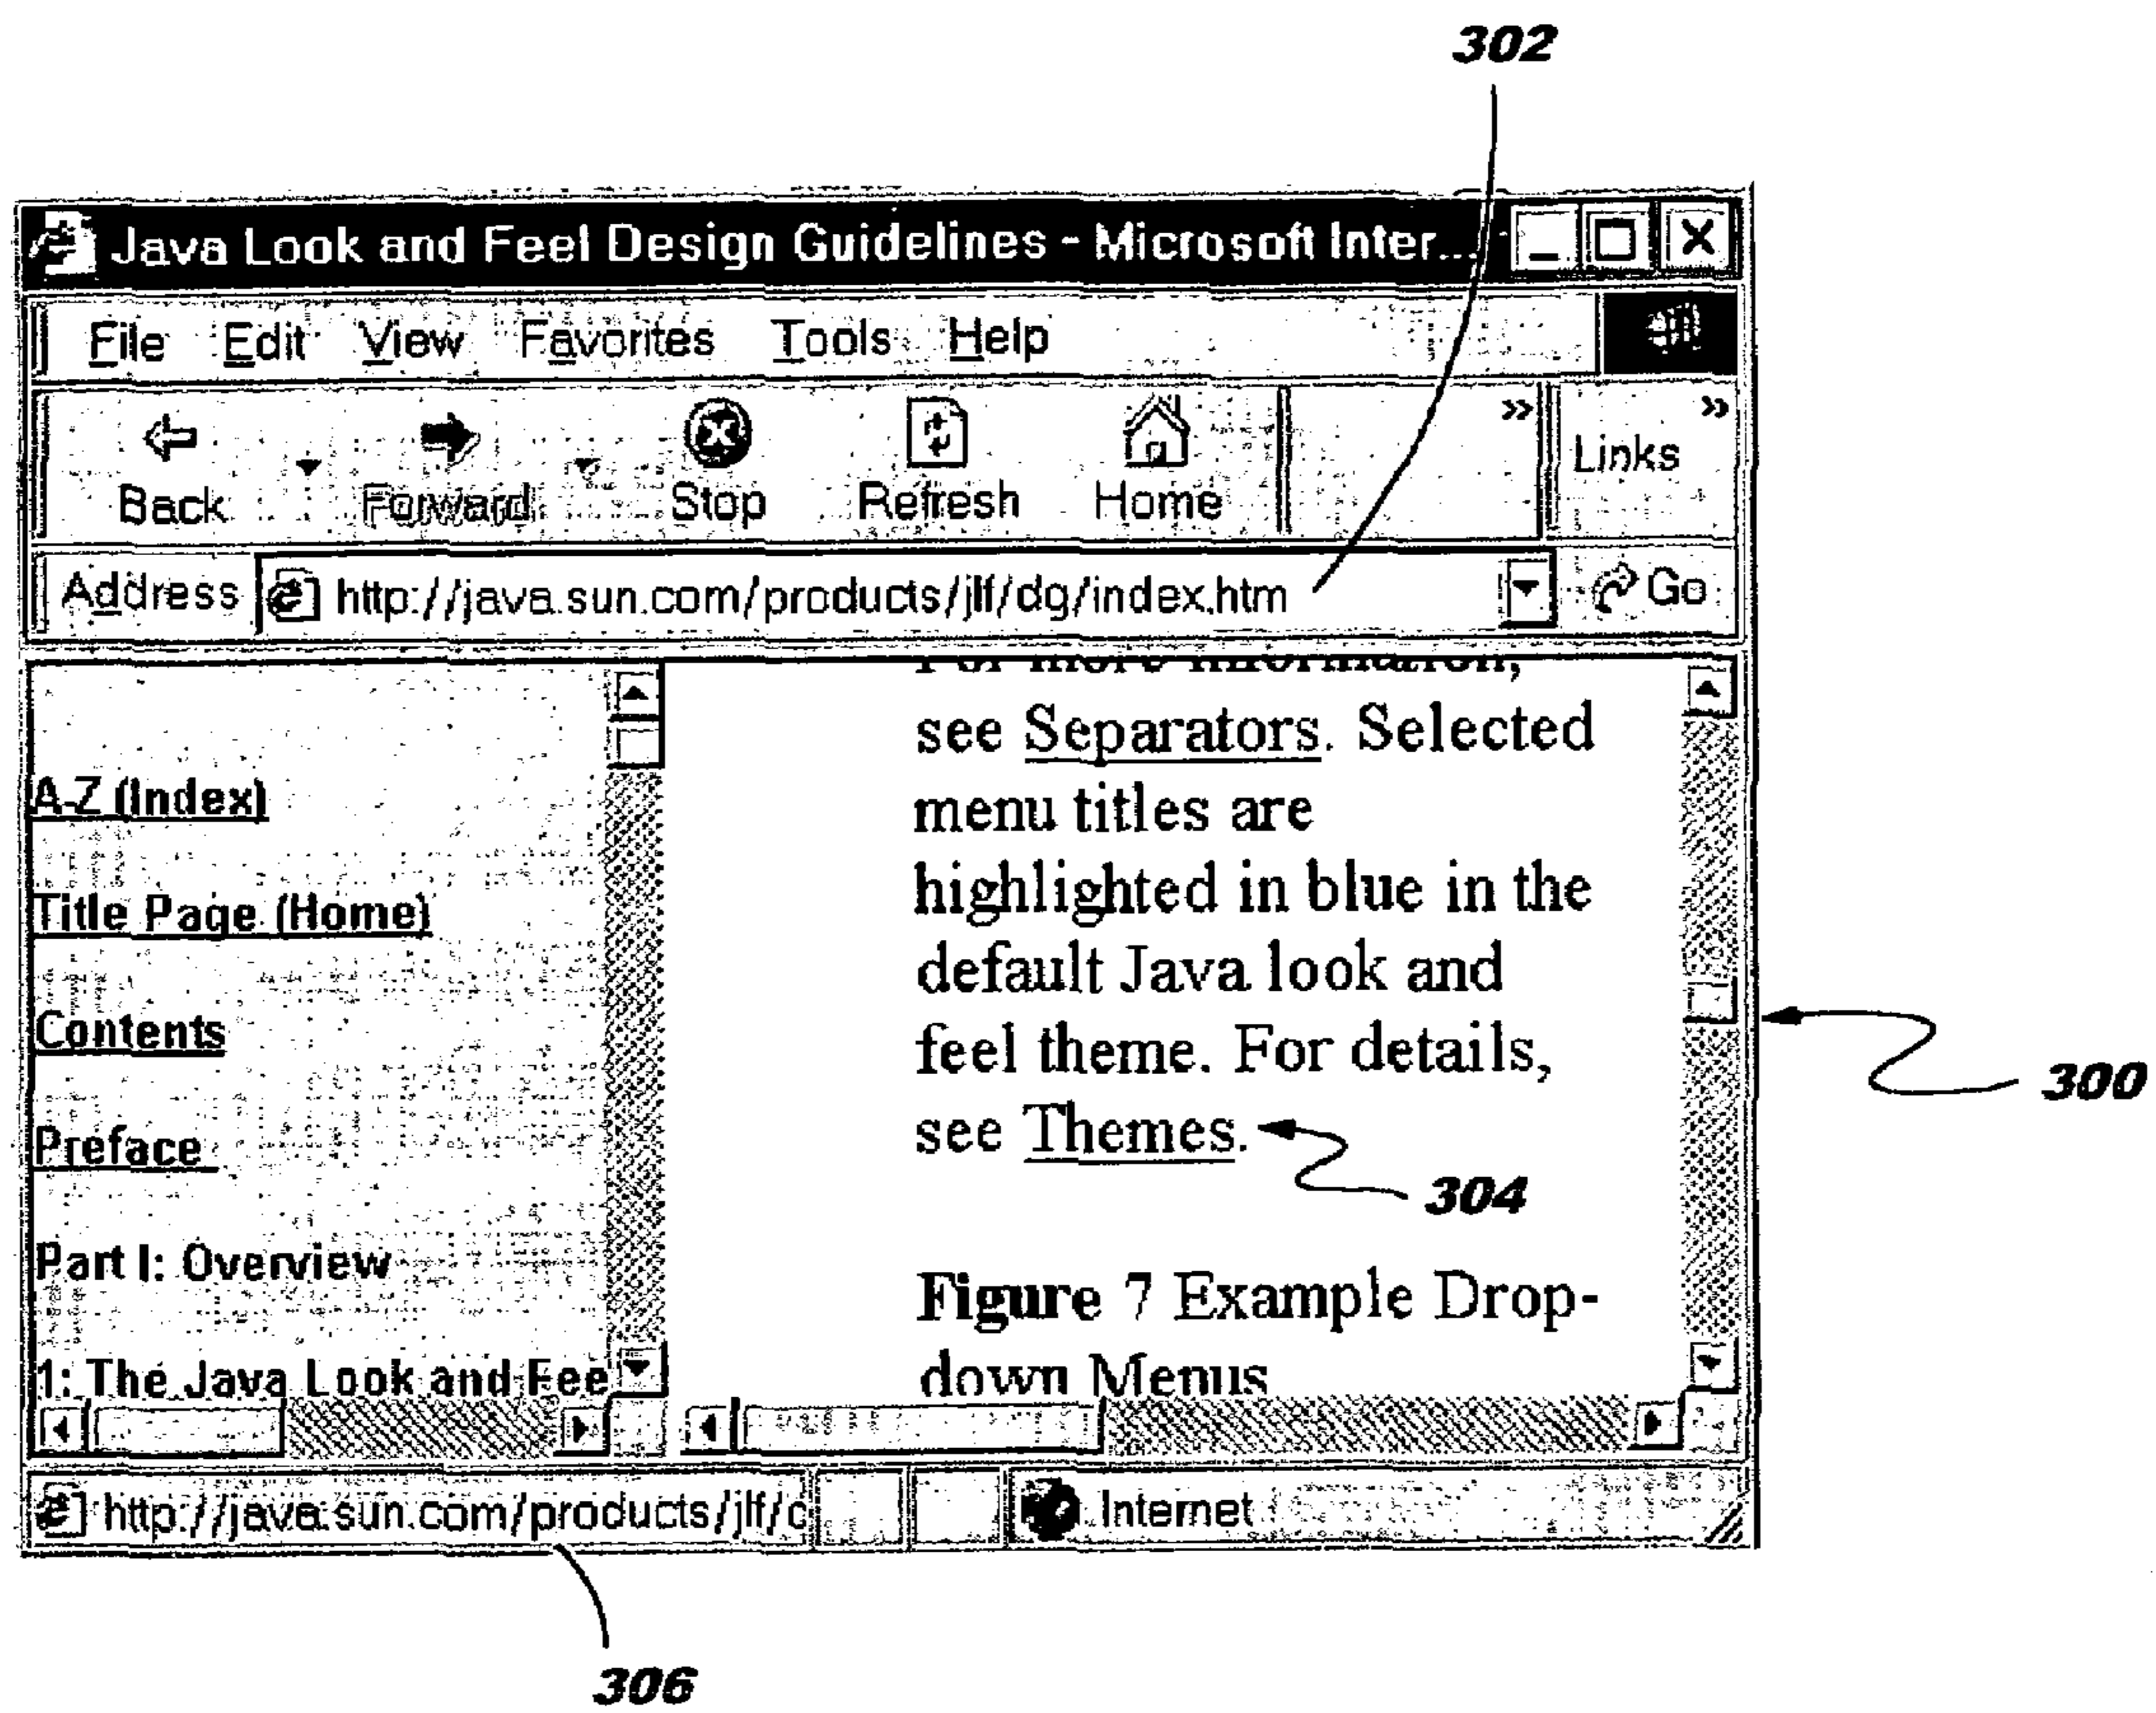 302
Java Look and Feel Design Guidelines - Microsoft Inter...
File Edit View Favorites Tools Help
» »
Links
Back Forward Stop Refresh Home
Address http://java.sun.com/products/jlf/dg/index.htm Go
A-Z (Index)
Title Page (Home)
Contents
Preface
Part I: Overview
1: The Java Look and Fee
For more information,
see Separators. Selected
menu titles are
highlighted in blue in the
default Java look and
feel theme. For details,
see Themes.
300
304
Figure 7 Example Drop-
down Menus
http://java.sun.com/products/jlf/c Internet
306